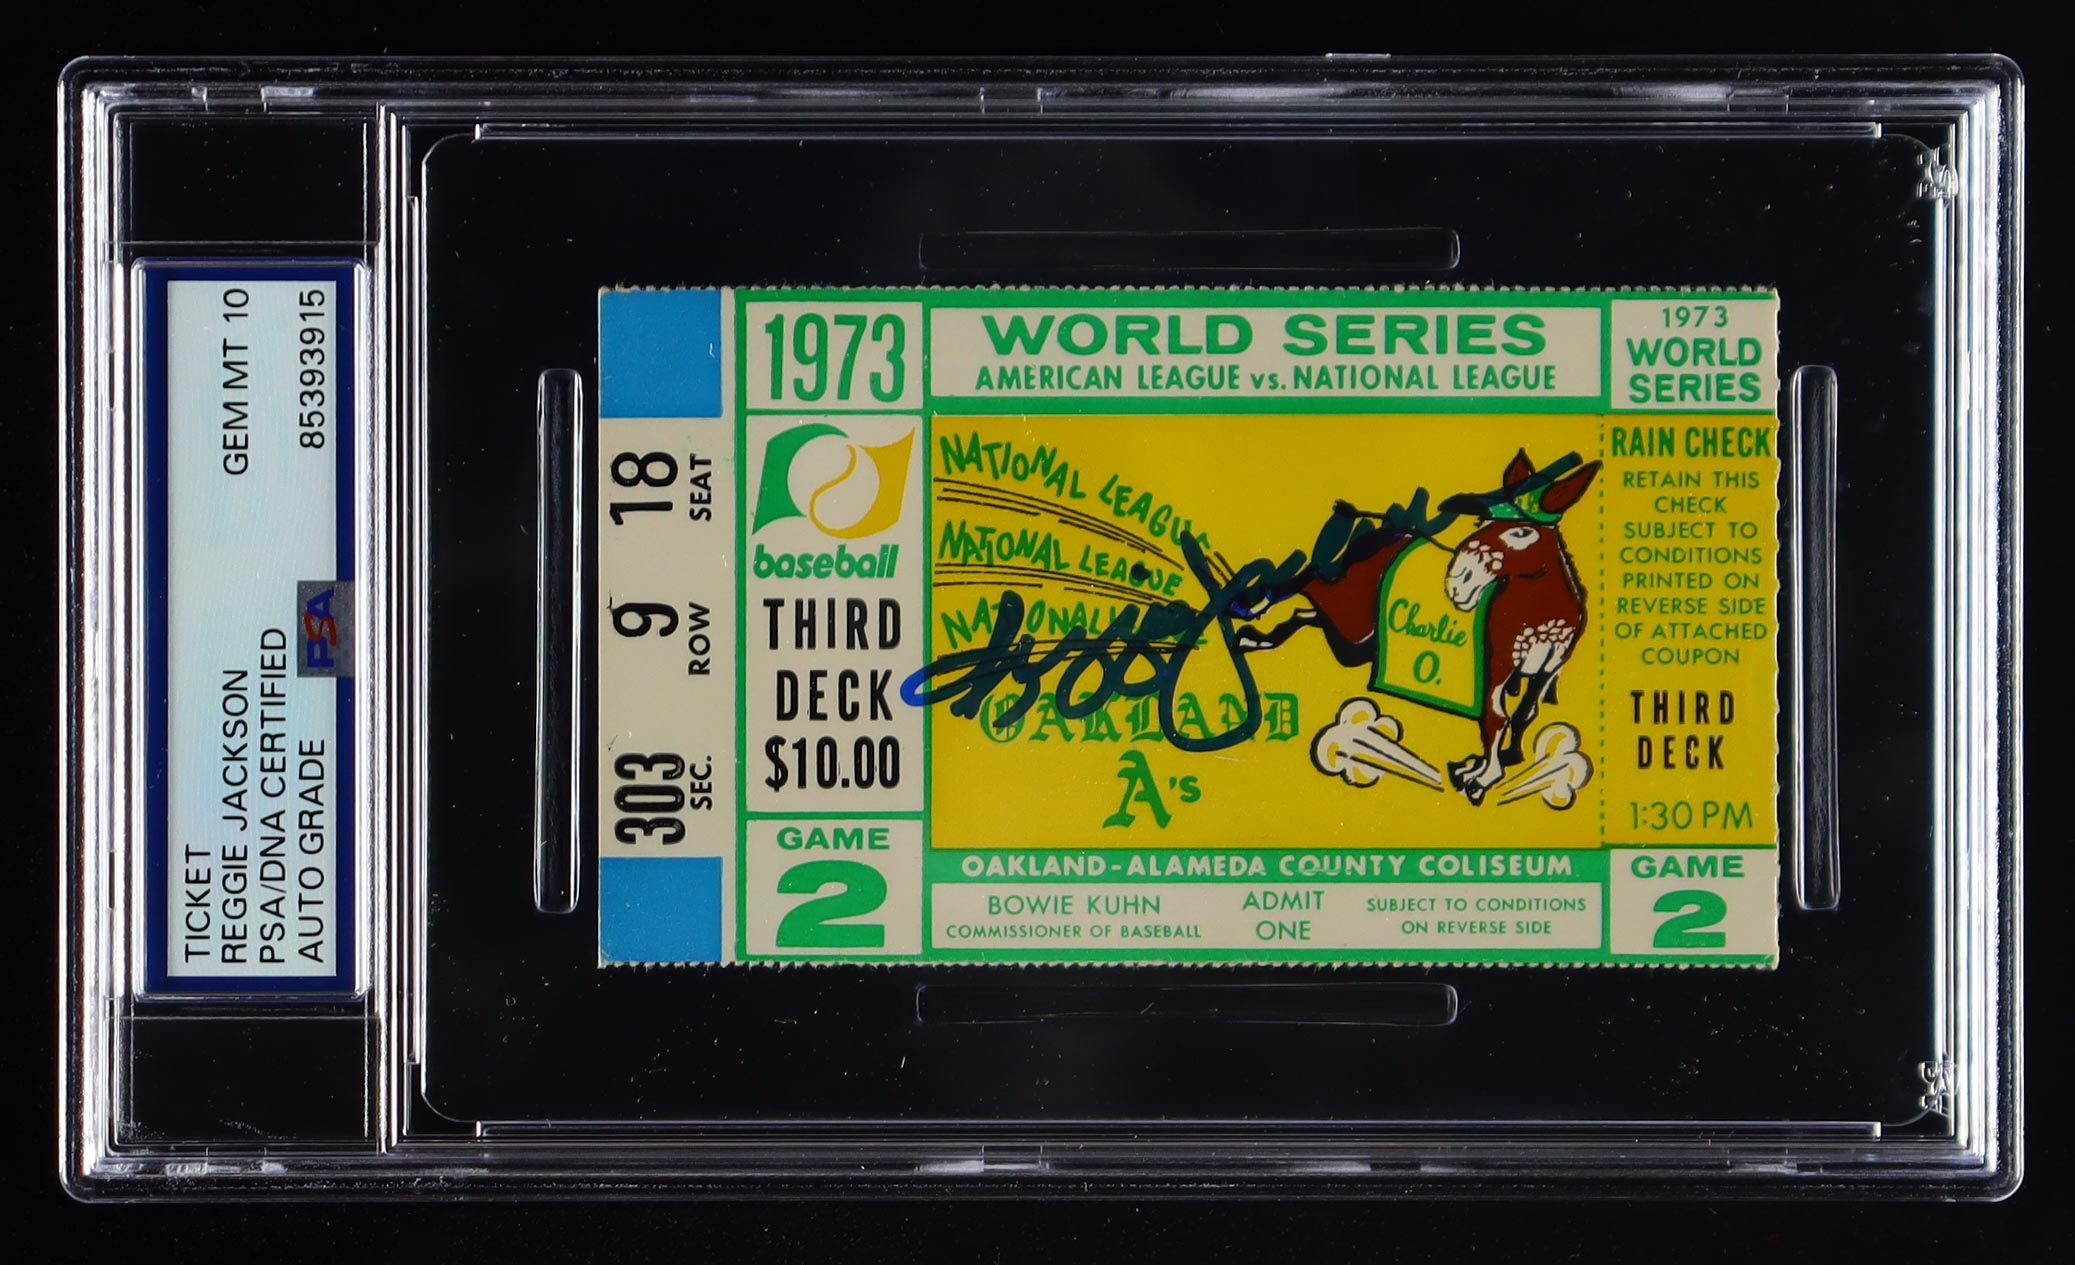 TICKET
REGGIE JACKSON
PSA/DNA CERTIFIED
AUTO GRADE
GEM MT 10
85393915
PSA
303 SEC.
9 ROW
18 SEAT
1973
baseball
THIRD
DECK
$10.00
GAME
2
WORLD SERIES
AMERICAN LEAGUE vs. NATIONAL LEAGUE
NATIONAL LEAGUE
NATIONAL LEAGUE
NATIONAL
Reggie Jackson
OAKLAND
A's
Charlie
O.
OAKLAND-ALAMEDA COUNTY COLISEUM
BOWIE KUHN
COMMISSIONER OF BASEBALL
ADMIT
ONE
SUBJECT TO CONDITIONS
ON REVERSE SIDE
1973
WORLD
SERIES
RAIN CHECK
RETAIN THIS
CHECK
SUBJECT TO
CONDITIONS
PRINTED ON
REVERSE SIDE
OF ATTACHED
COUPON
THIRD
DECK
1:30 PM
GAME
2